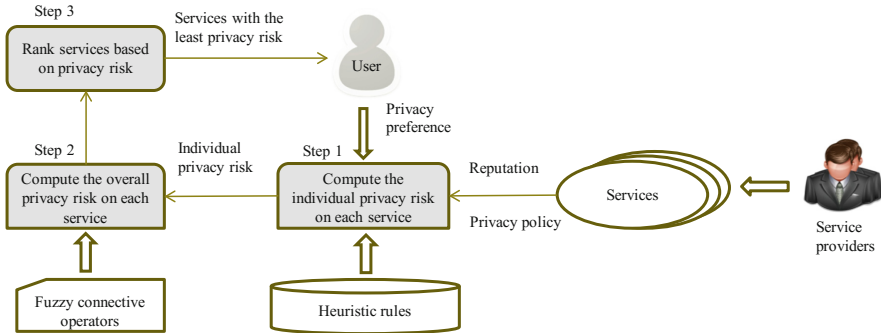 Step 3
Services with the
least privacy risk
Rank services based
on privacy risk
User
Privacy
preference
Step 2
Individual
privacy risk
Step 1
Compute the overall
privacy risk on each
service
Compute the
individual privacy risk
on each service
Reputation
Privacy policy
Services
Service
providers
Fuzzy connective
operators
Heuristic rules